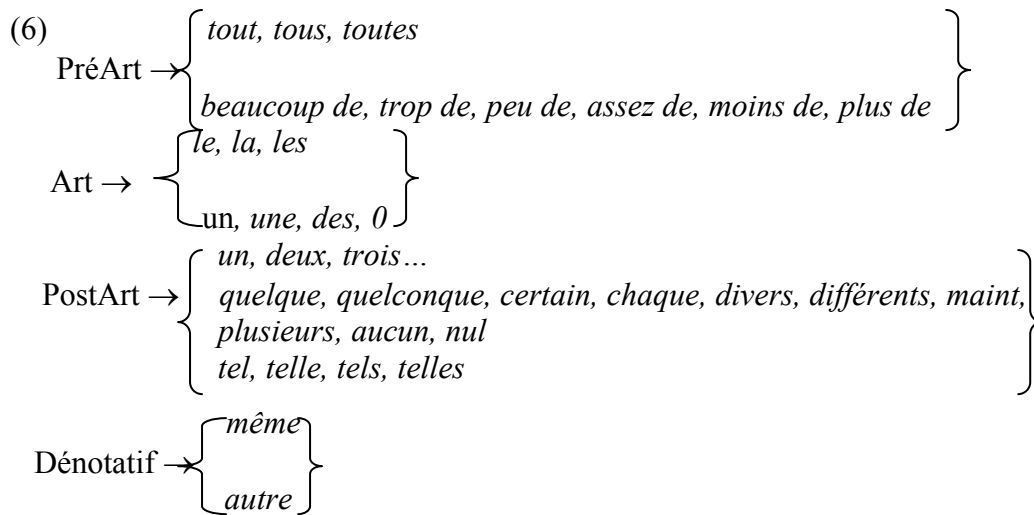 (6)
tout, tous, toutes
PréArt →
beaucoup de, trop de, peu de, assez de, moins de, plus de
le, la, les
Art →
un, une, des, 0
un, deux, trois…
PostArt → quelque, quelconque, certain, chaque, divers, différents, maint,
plusieurs, aucun, nul
tel, telle, tels, telles
même
Dénotatif →
autre